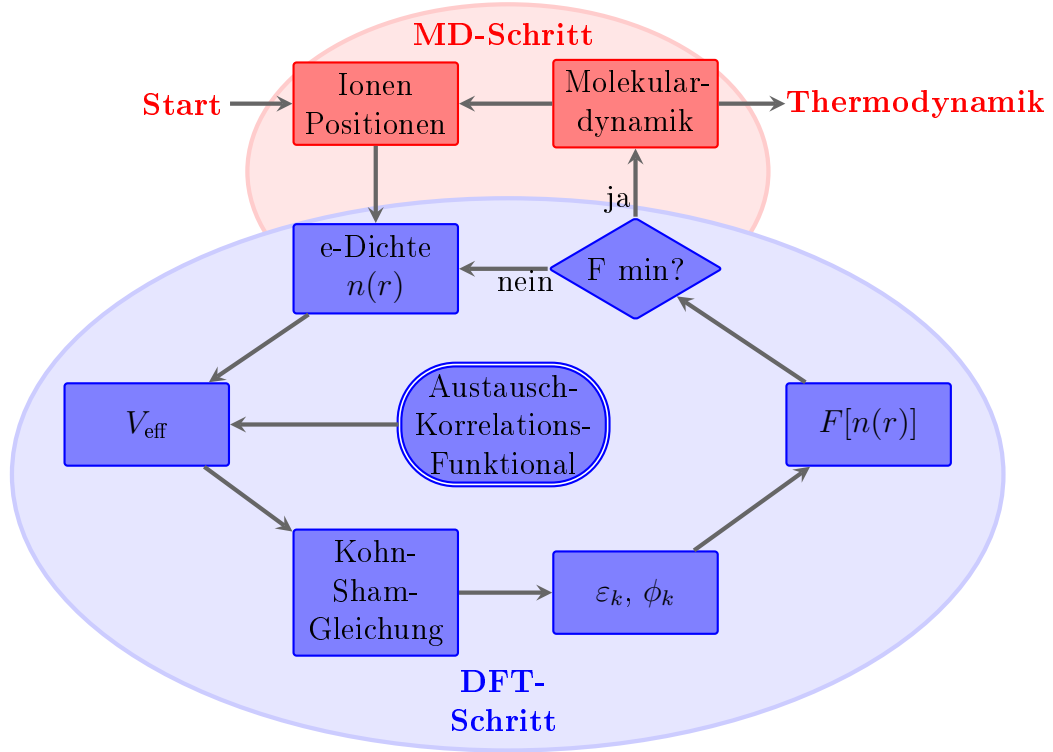 MD-Schritt
Start
Ionen
Positionen
Molekular-
dynamik
Thermodynamik
ja
e-Dichte
n(r)
nein
F min?
V_eff
Austausch-
Korrelations-
Funktional
F[n(r)]
Kohn-
Sham-
Gleichung
ε_k, ϕ_k
DFT-
Schritt